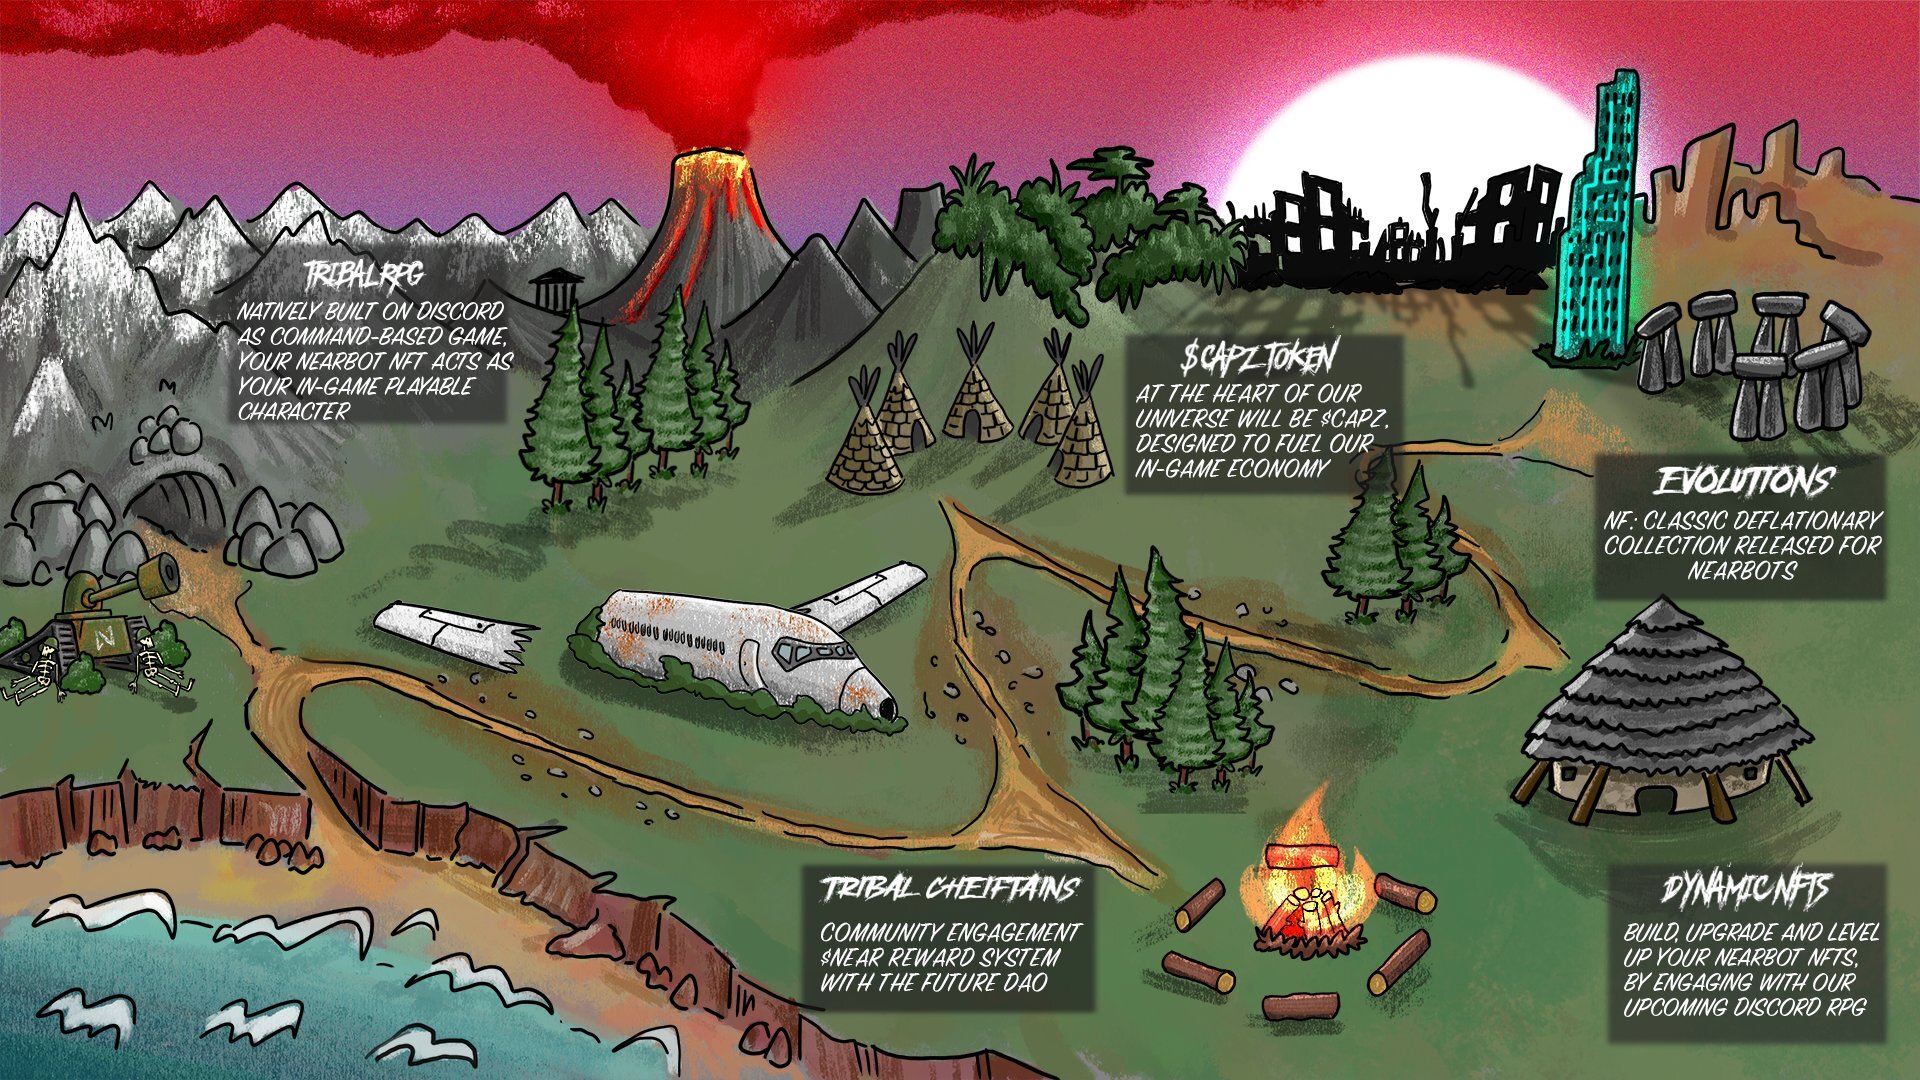 TRIBAL RPG
NATIVELY BUILT ON DISCORD
AS COMMAND-BASED GAME,
YOUR NEARBOT NFT ACTS AS
YOUR IN-GAME PLAYABLE
CHARACTER
$CAPZ TOKEN
AT THE HEART OF OUR
UNIVERSE WILL BE $CAPZ,
DESIGNED TO FUEL OUR
IN-GAME ECONOMY
EVOLUTIONS
NF: CLASSIC DEFLATIONARY
COLLECTION RELEASED FOR
NEARBOTS
TRIBAL CHEIFTAINS
COMMUNITY ENGAGEMENT
$NEAR REWARD SYSTEM
WITH THE FUTURE DAO
DYNAMIC NFTS
BUILD, UPGRADE AND LEVEL
UP YOUR NEARBOT NFTS,
BY ENGAGING WITH OUR
UPCOMING DISCORD RPG